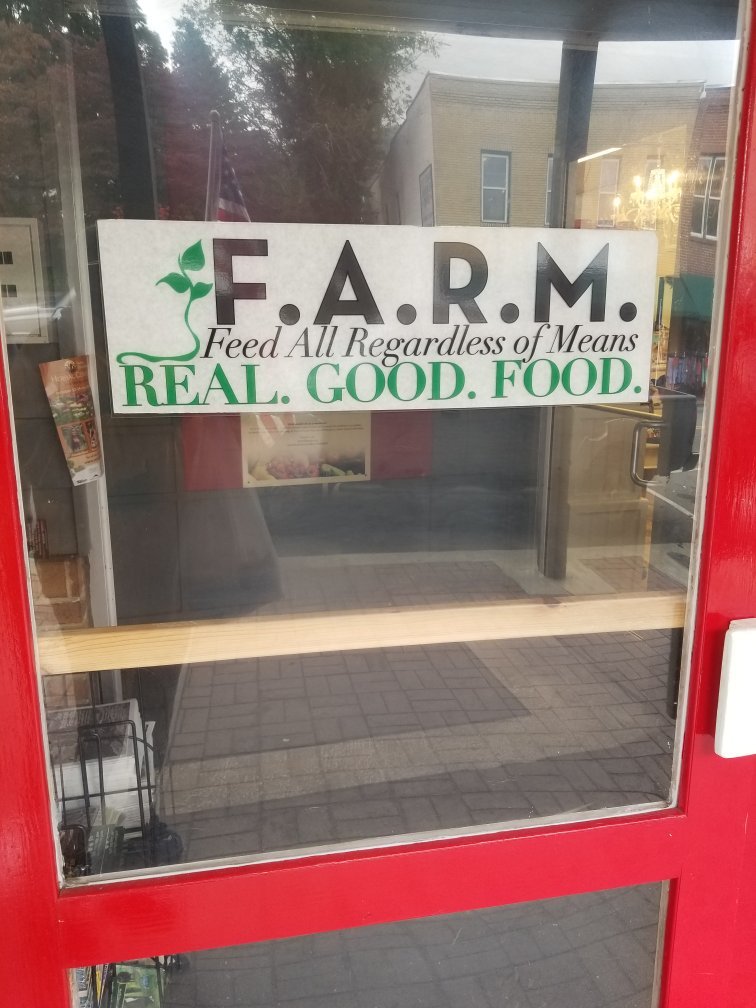 F.A.R.M.
Feed All Regardless of Means
REAL. GOOD. FOOD.